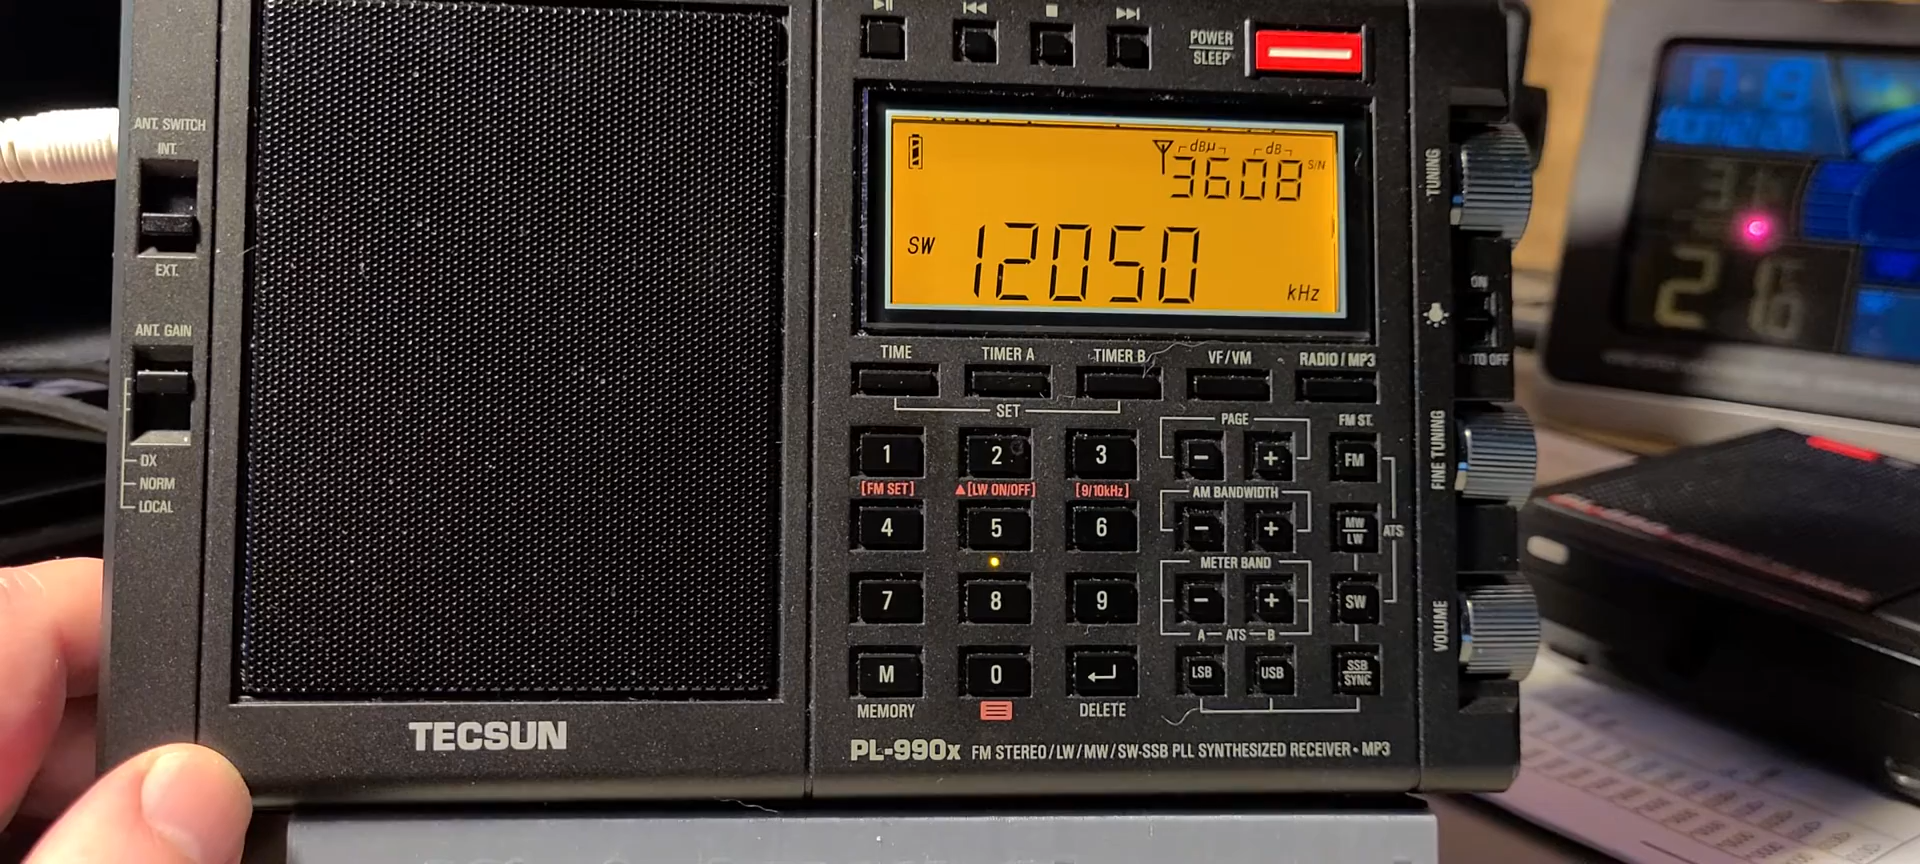 ANT. SWITCH
INT.
EXT.
ANT. GAIN
DX
NORM
LOCAL
TECSUN
POWER
SLEEP
dBµ dB
3608 S/N
SW 12050 kHz
TIME TIMER A TIMER B VF/VM RADIO / MP3
SET
PAGE FM ST.
1 2 3 - + FM
[FM SET] ▲[LW ON/OFF] [9/10kHz] AM BANDWIDTH
4 5 6 - + MW
LW
ATS
METER BAND
7 8 9 - + SW
A ATS B
M 0 LSB USB SSB
SYNC
MEMORY DELETE
PL-990x FM STEREO/LW/MW/SW-SSB PLL SYNTHESIZED RECEIVER • MP3
TUNING
ON
AUTO OFF
FINE TUNING
VOLUME